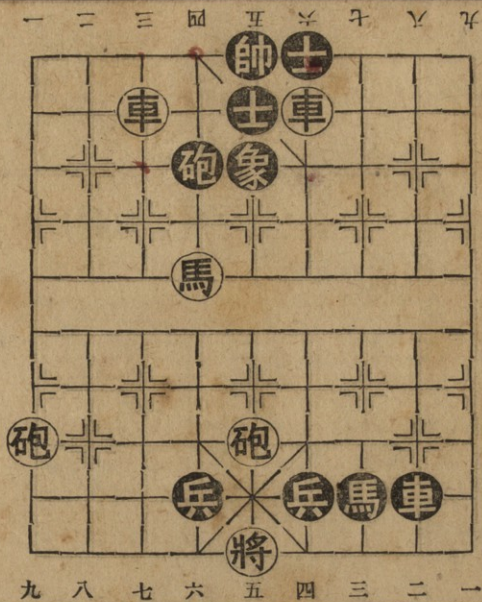 一 二 三 四 五 六 七 八 九
帥 士
車 士 車
砲 象
馬
砲 砲
兵 兵 馬 車
將
九 八 七 六 五 四 三 二 一